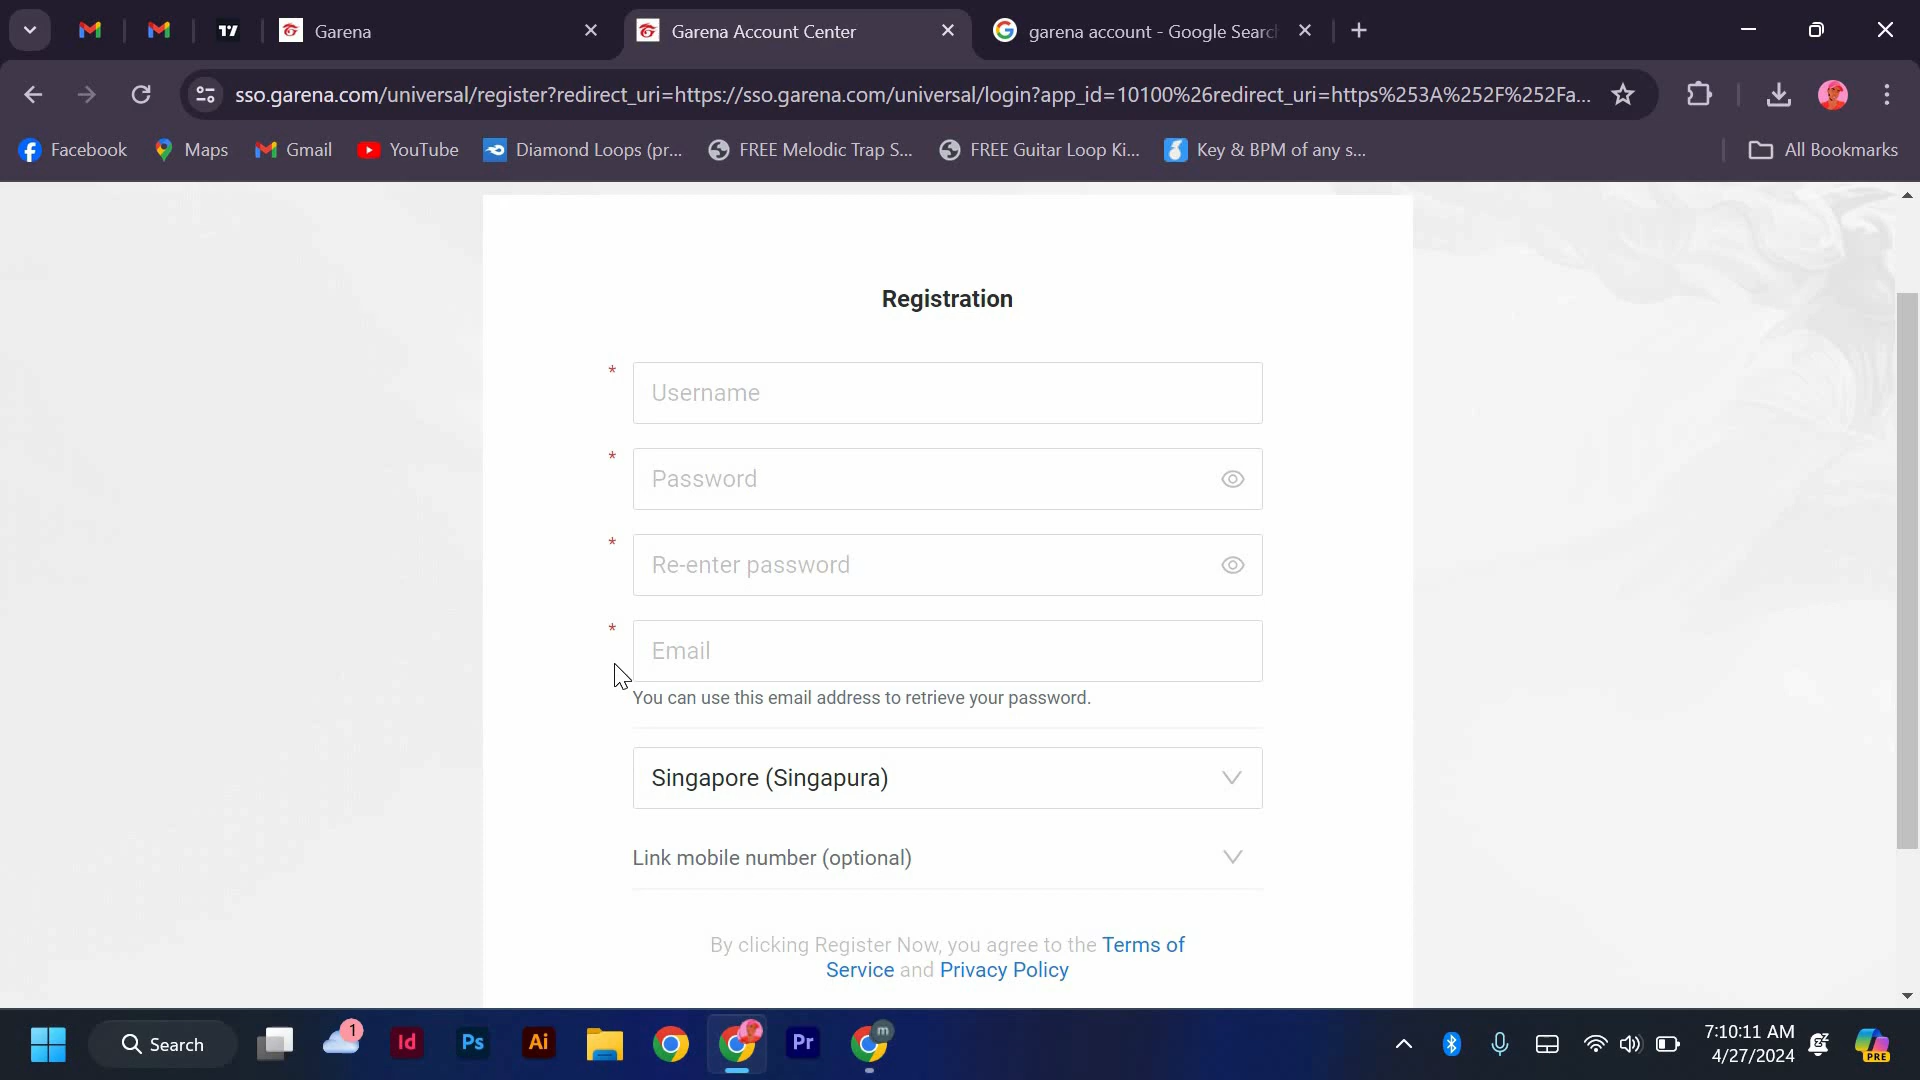 Garena
Garena Account Center
garena account - Google Searc
sso.garena.com/universal/register?redirect_uri=https://sso.garena.com/universal/login?app_id=10100%26redirect_uri=https%253A%252F%252Fa...
Facebook
Maps
Gmail
YouTube
Diamond Loops (pr...
FREE Melodic Trap S...
FREE Guitar Loop Ki...
Key & BPM of any s...
All Bookmarks
Registration
* Username
* Password
* Re-enter password
* Email
You can use this email address to retrieve your password.
Singapore (Singapura)
Link mobile number (optional)
By clicking Register Now, you agree to the Terms of
Service and Privacy Policy
Search
1
Id
Ps
Ai
Pr
m
7:10:11 AM
4/27/2024
PRE